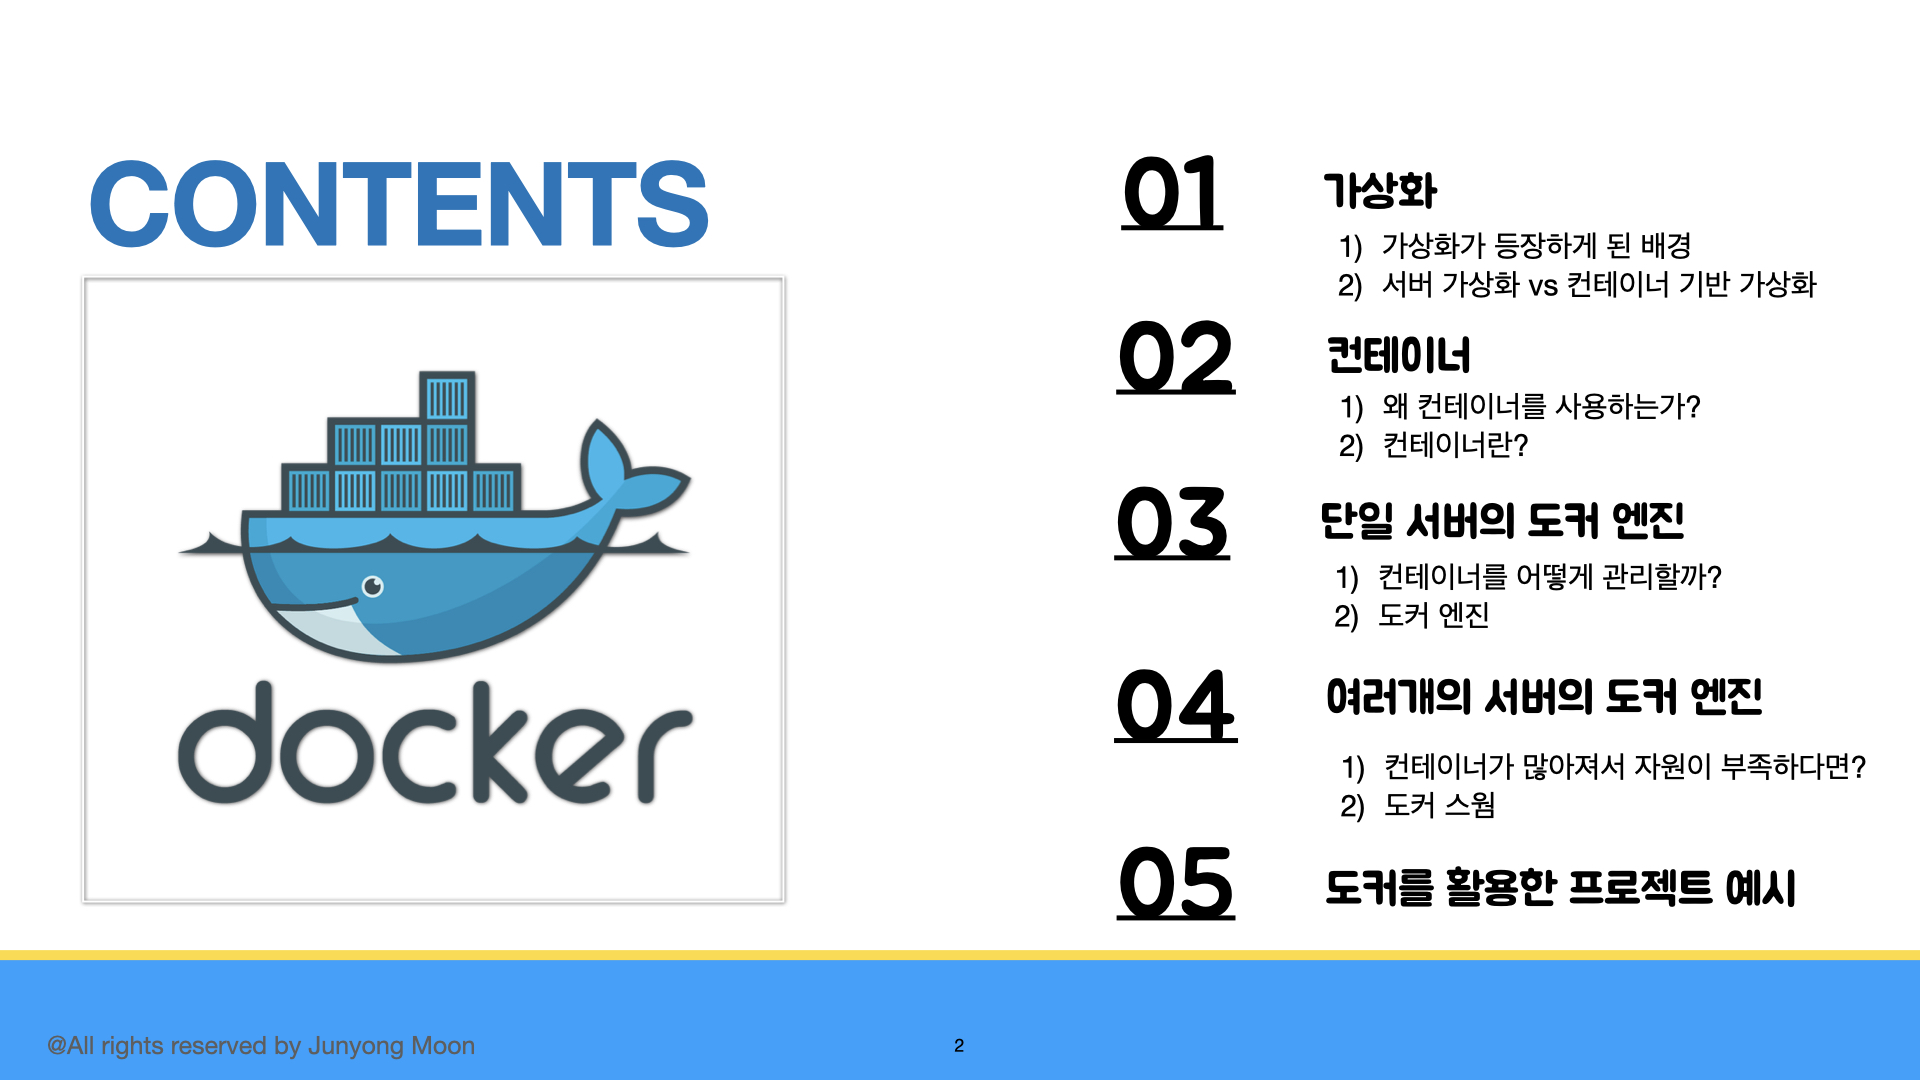 CONTENTS
docker
01
가상화
1) 가상화가 등장하게 된 배경
2) 서버 가상화 vs 컨테이너 기반 가상화
02
컨테이너
1) 왜 컨테이너를 사용하는가?
2) 컨테이너란?
03
단일 서버의 도커 엔진
1) 컨테이너를 어떻게 관리할까?
2) 도커 엔진
04
여러개의 서버의 도커 엔진
1) 컨테이너가 많아져서 자원이 부족하다면?
2) 도커 스웜
05
도커를 활용한 프로젝트 예시
@All rights reserved by Junyong Moon
2